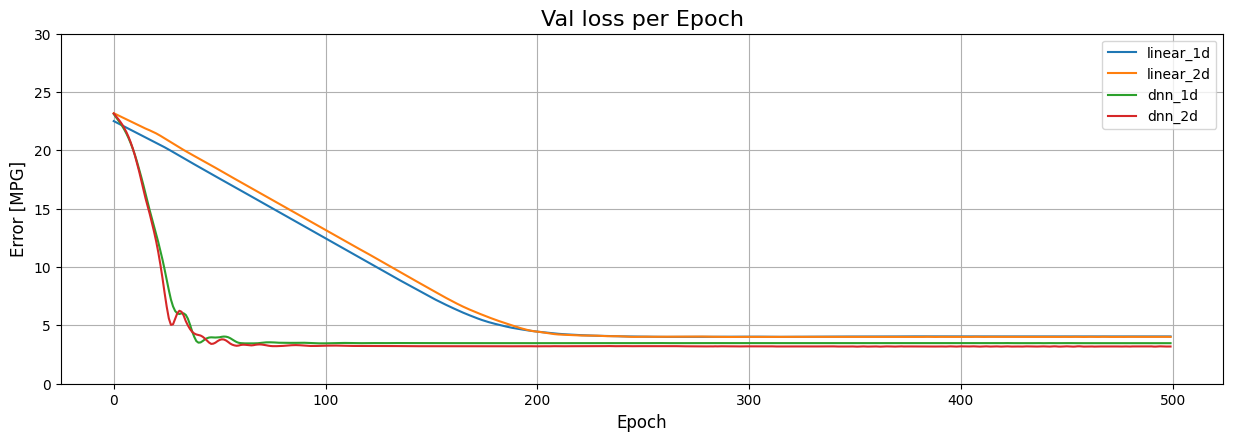 Val loss per Epoch
30
25
20
15
10
5
0
Error [MPG]
linear_1d
linear_2d
dnn_1d
dnn_2d
0 100 200 300 400 500
Epoch